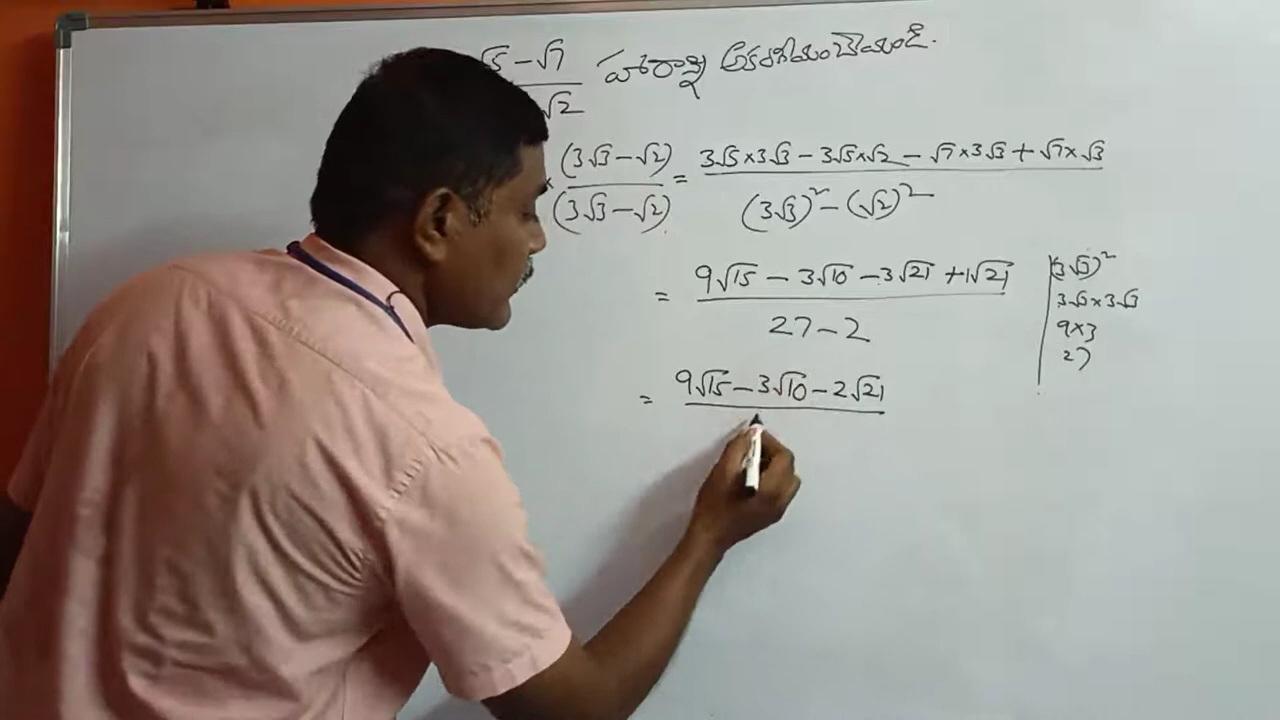 √5 − √7 హారాన్ని అకరణీయంచేయండి.
√2
× (3√3 − √2) = 3√5 × 3√3 − 3√5 × √2 − √7 × 3√3 + √7 × √3
(3√3 − √2) (3√3)² − (√2)²
= 9√15 − 3√10 − 3√21 + 1√21
27 − 2
(3√3)²
3√3 × 3√3
9×3
27
= 9√15 − 3√10 − 2√21